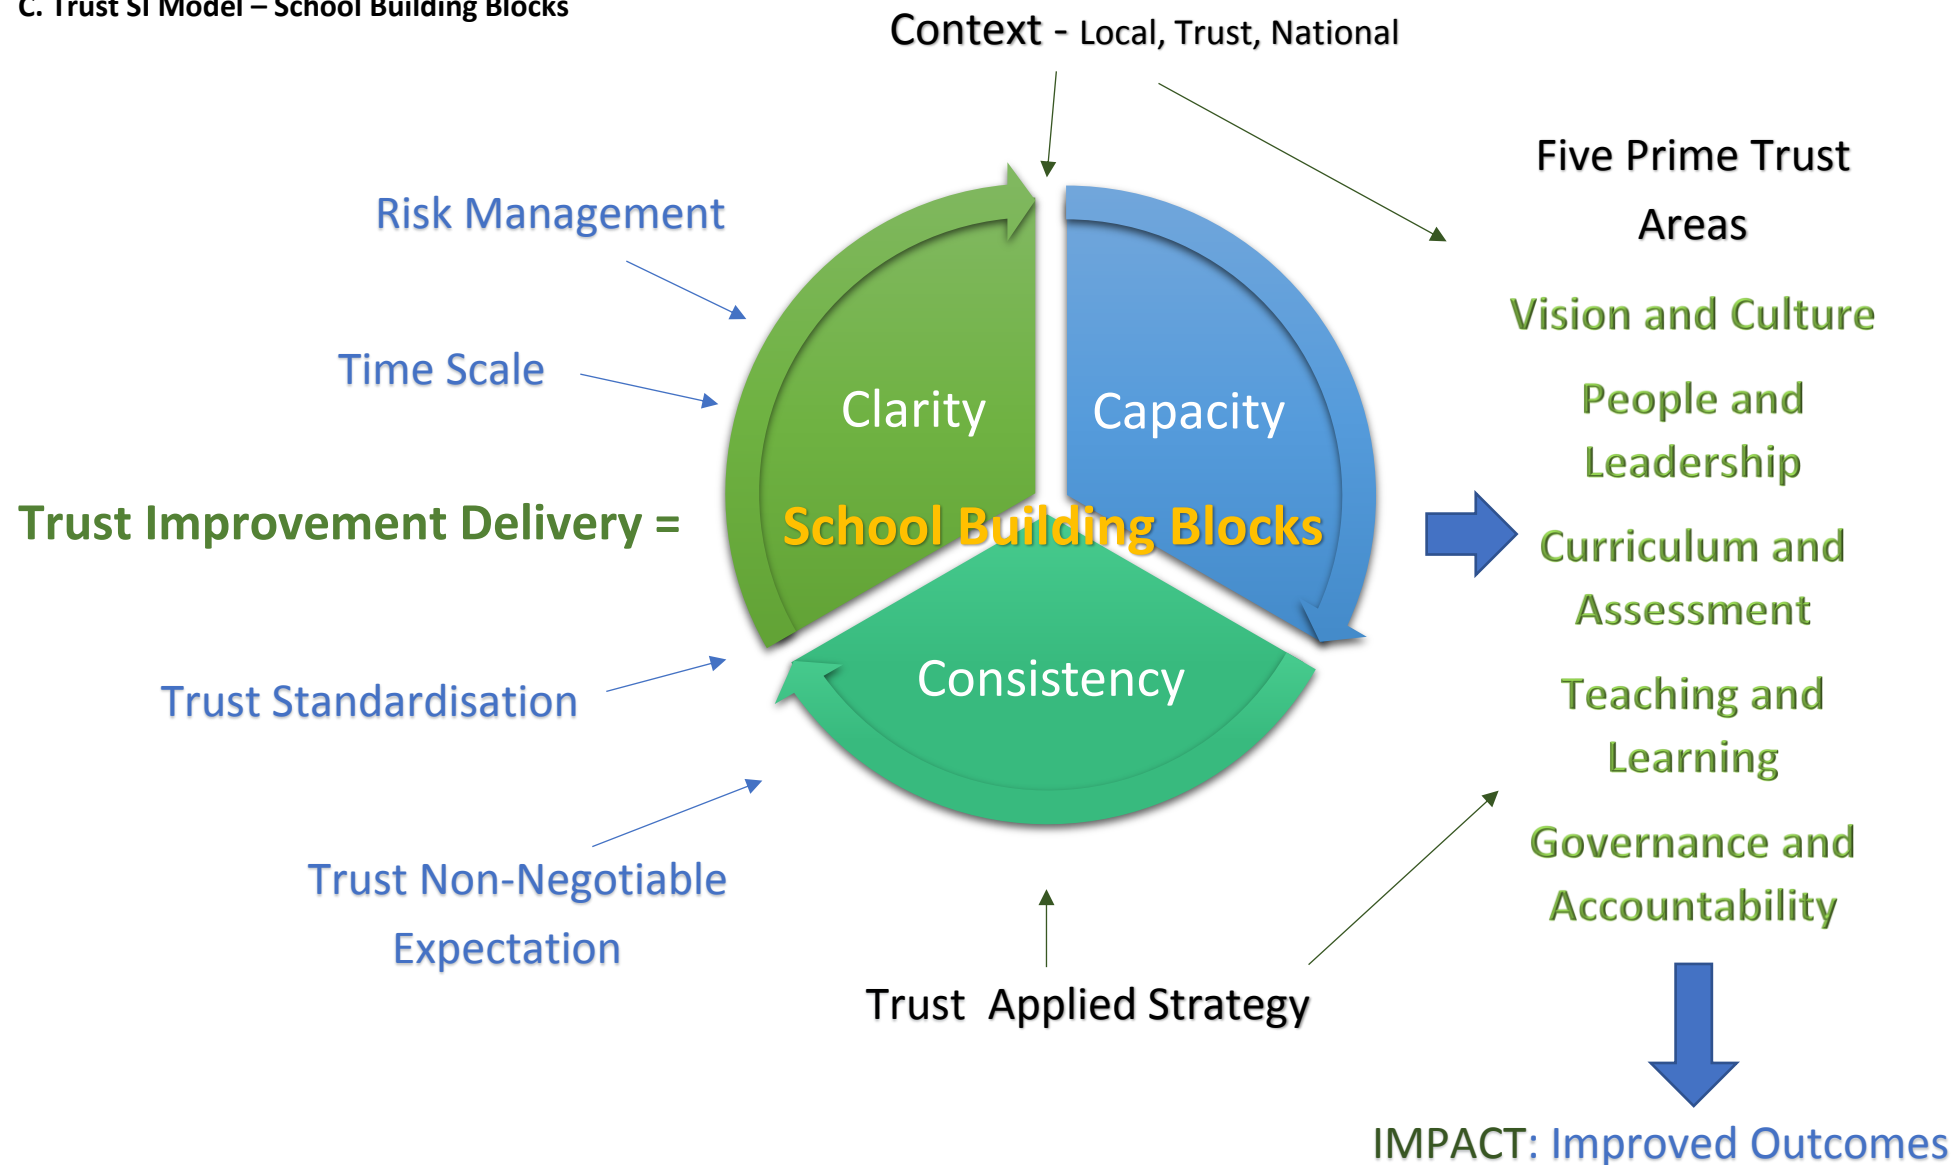 C. Trust SI Model – School Building Blocks
Context - Local, Trust, National
Five Prime Trust
Areas
Risk Management
Time Scale
Trust Improvement Delivery =
Trust Standardisation
Trust Non-Negotiable
Expectation
Clarity
Capacity
School Building Blocks
Consistency
Trust  Applied Strategy
Vision and Culture
People and
Leadership
Curriculum and
Assessment
Teaching and
Learning
Governance and
Accountability
IMPACT: Improved Outcomes